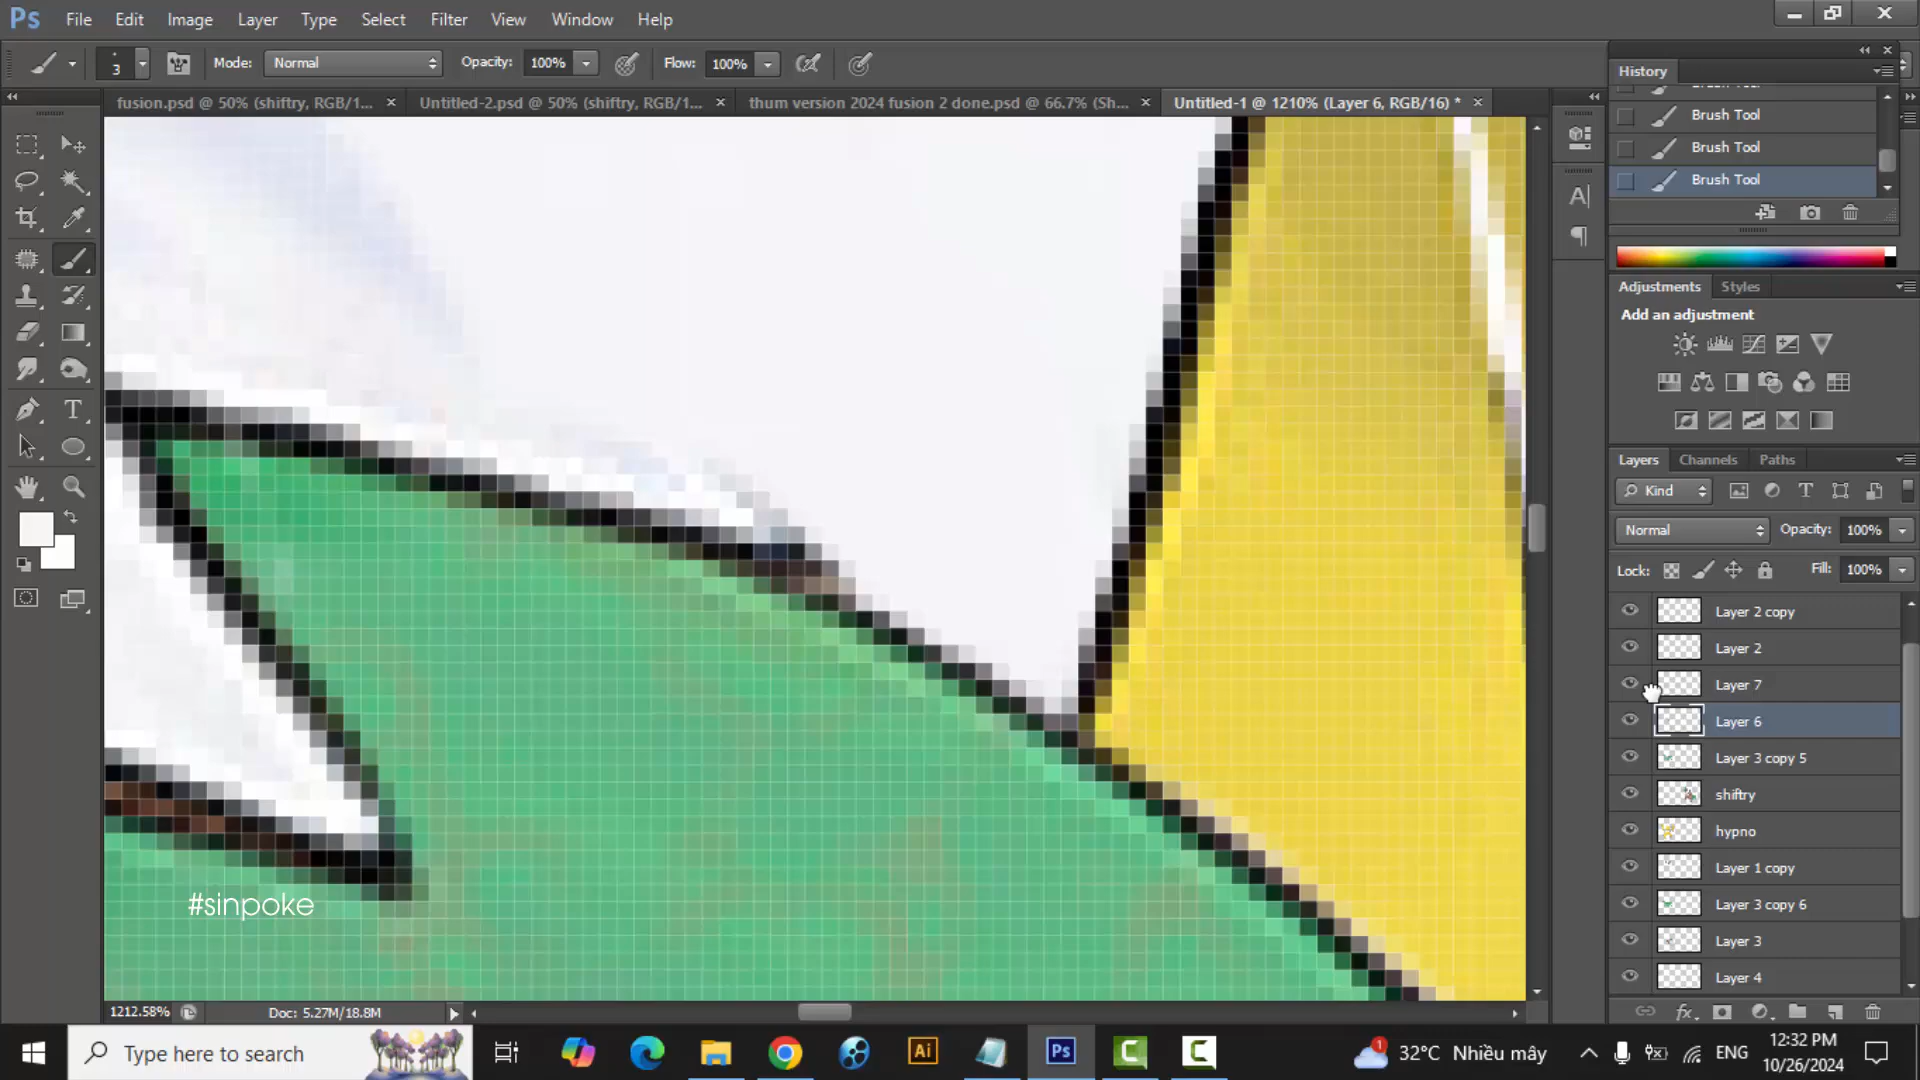 Ps File Edit Image Layer Type Select Filter View Window Help
3 Mode: Normal Opacity: 100% Flow: 100%
History
fusion.psd @ 50% (shiftry, RGB/1... × Untitled-2.psd @ 50% (shiftry, RGB/1... × thum version 2024 fusion 2 done.psd @ 66.7% (Sh... × Untitled-1 @ 1210% (Layer 6, RGB/16) * ×
Brush Tool
Brush Tool
Brush Tool
Adjustments Styles
Add an adjustment
Layers Channels Paths
Kind
Normal Opacity: 100%
Lock: Fill: 100%
Layer 2 copy
Layer 2
Layer 7
Layer 6
Layer 3 copy 5
shiftry
hypno
Layer 1 copy
Layer 3 copy 6
Layer 3
Layer 4
#sinpoke
1212.58% Doc: 5.27M/18.8M
Type here to search
Ai Ps
1 32°C Nhiều mây ENG
12:32 PM
10/26/2024